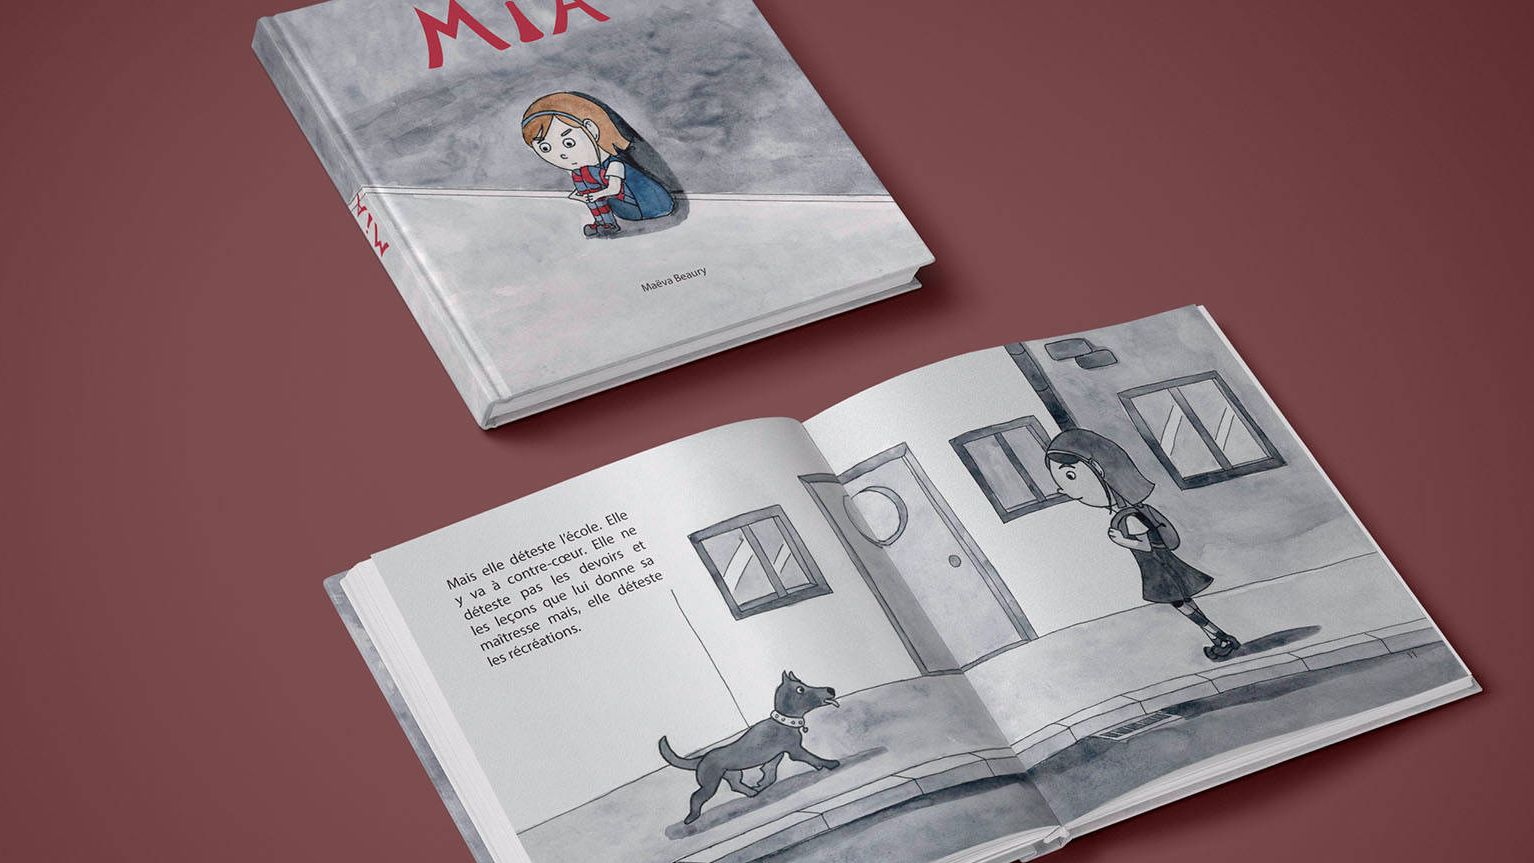 MiA
MiA
Maëva Beaury
Mais elle déteste l'école. Elle
y va à contre-cœur. Elle ne
déteste pas les devoirs et
les leçons que lui donne sa
maîtresse mais, elle déteste
les récréations.